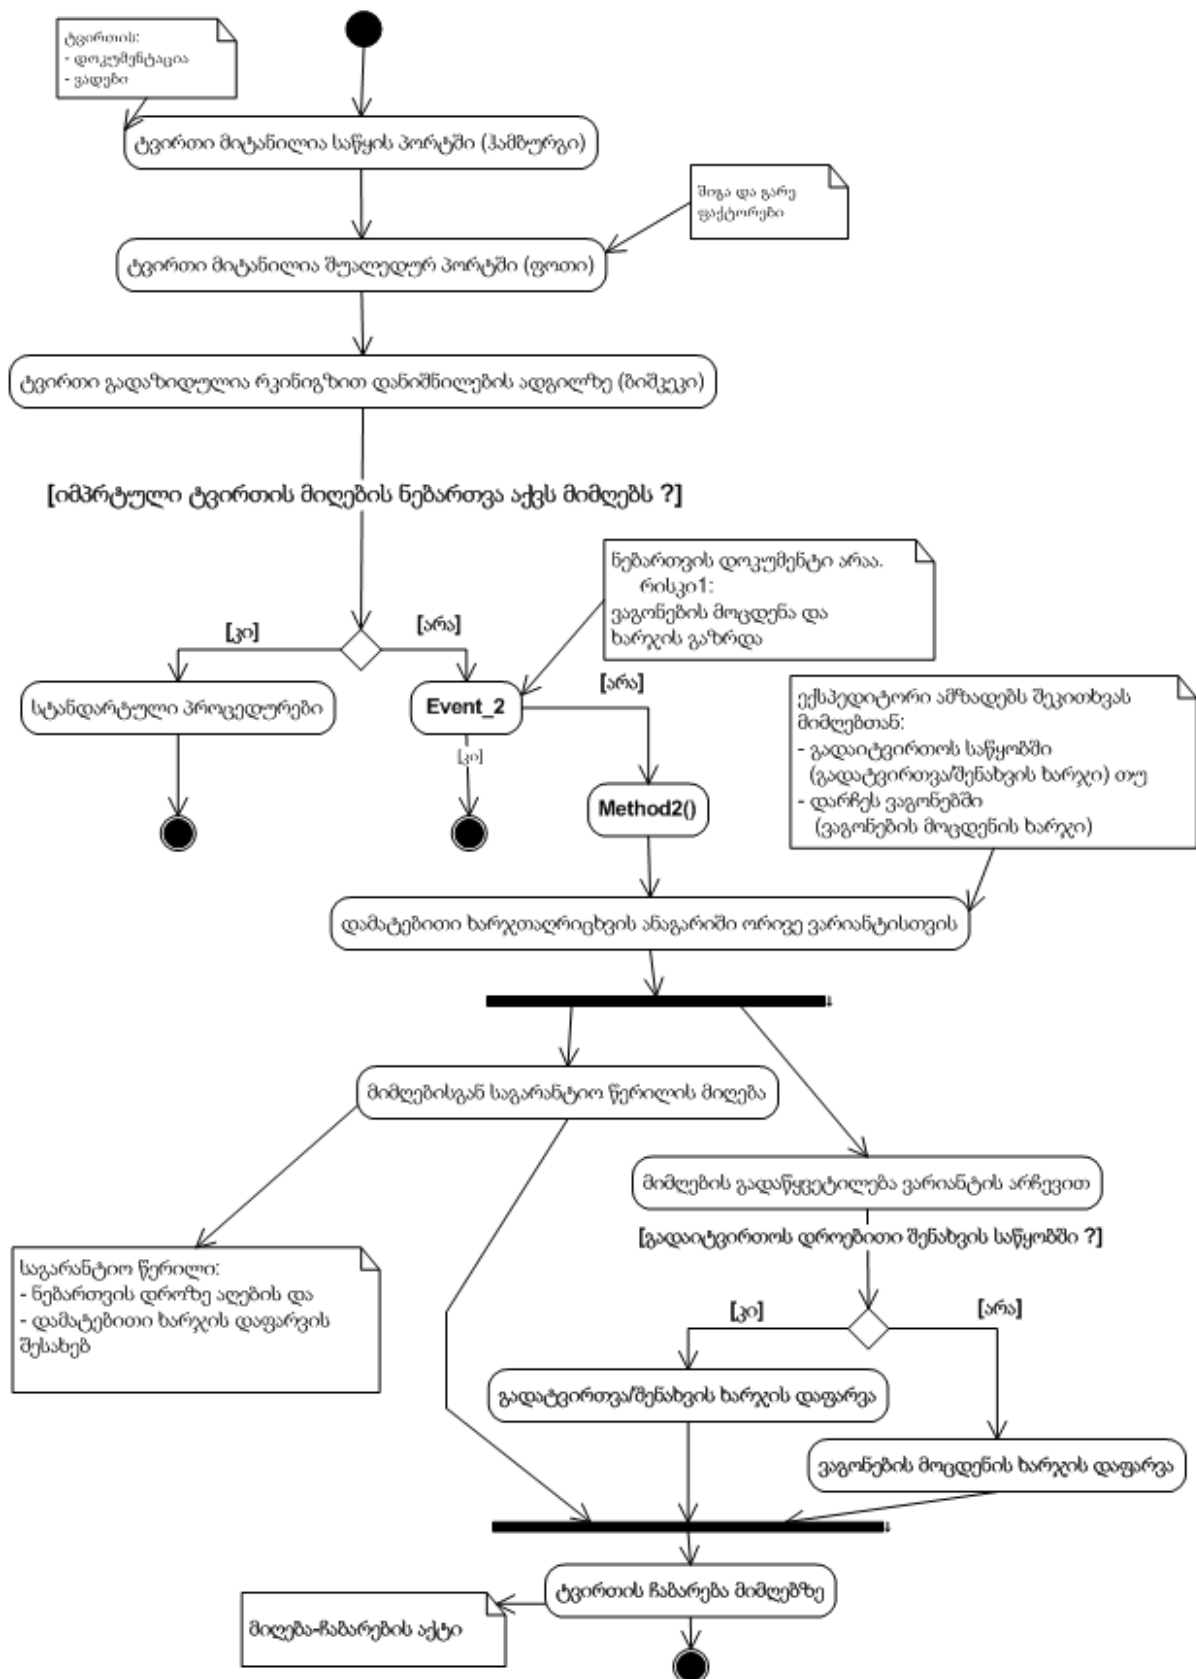 ტვირთის:
- დოკუმენტაცია
- ვადები
ტვირთი მიტანილია საწყის პორტში (ჰამბურგი)
შიგა და გარე
ფაქტორები
ტვირთი მიტანილია შუალედურ პორტში (ფოთი)
ტვირთი გადაზიდულია რკინიგზით დანიშნილების ადგილზე (ბიშკეკი)
[იმპრტული ტვირთის მიღების ნებართვა აქვს მიმღებს ?]
ნებართვის დოკუმენტი არაა.
რისკი1:
ვაგონების მოცდენა და
ხარჯის გაზრდა
[კი]
[არა]
სტანდარტული პროცედურები
Event_2
[არა]
[კი]
Method2()
ექსპედიტორი ამზადებს შეკითხვას
მიმღებთან:
- გადაიტვირთოს საწყობში
(გადატვირთვა/შენახვის ხარჯი) თუ
- დარჩეს ვაგონებში
(ვაგონების მოცდენის ხარჯი)
დამატებითი ხარჯთაღრიცხვის ანაგარიში ორივე ვარიანტისთვის
მიმღებისგან საგარანტიო წერილის მიღება
მიმღების გადაწყვეტილება ვარიანტის არჩევით
[გადაიტვირთოს დროებითი შენახვის საწყობში ?]
საგარანტიო წერილი:
- ნებართვის დროზე აღების და
- დამატებითი ხარჯის დაფარვის
შესახებ
[კი]
[არა]
გადატვირთვა/შენახვის ხარჯის დაფარვა
ვაგონების მოცდენის ხარჯის დაფარვა
ტვირთის ჩაბარება მიმღებზე
მიღება-ჩაბარების აქტი